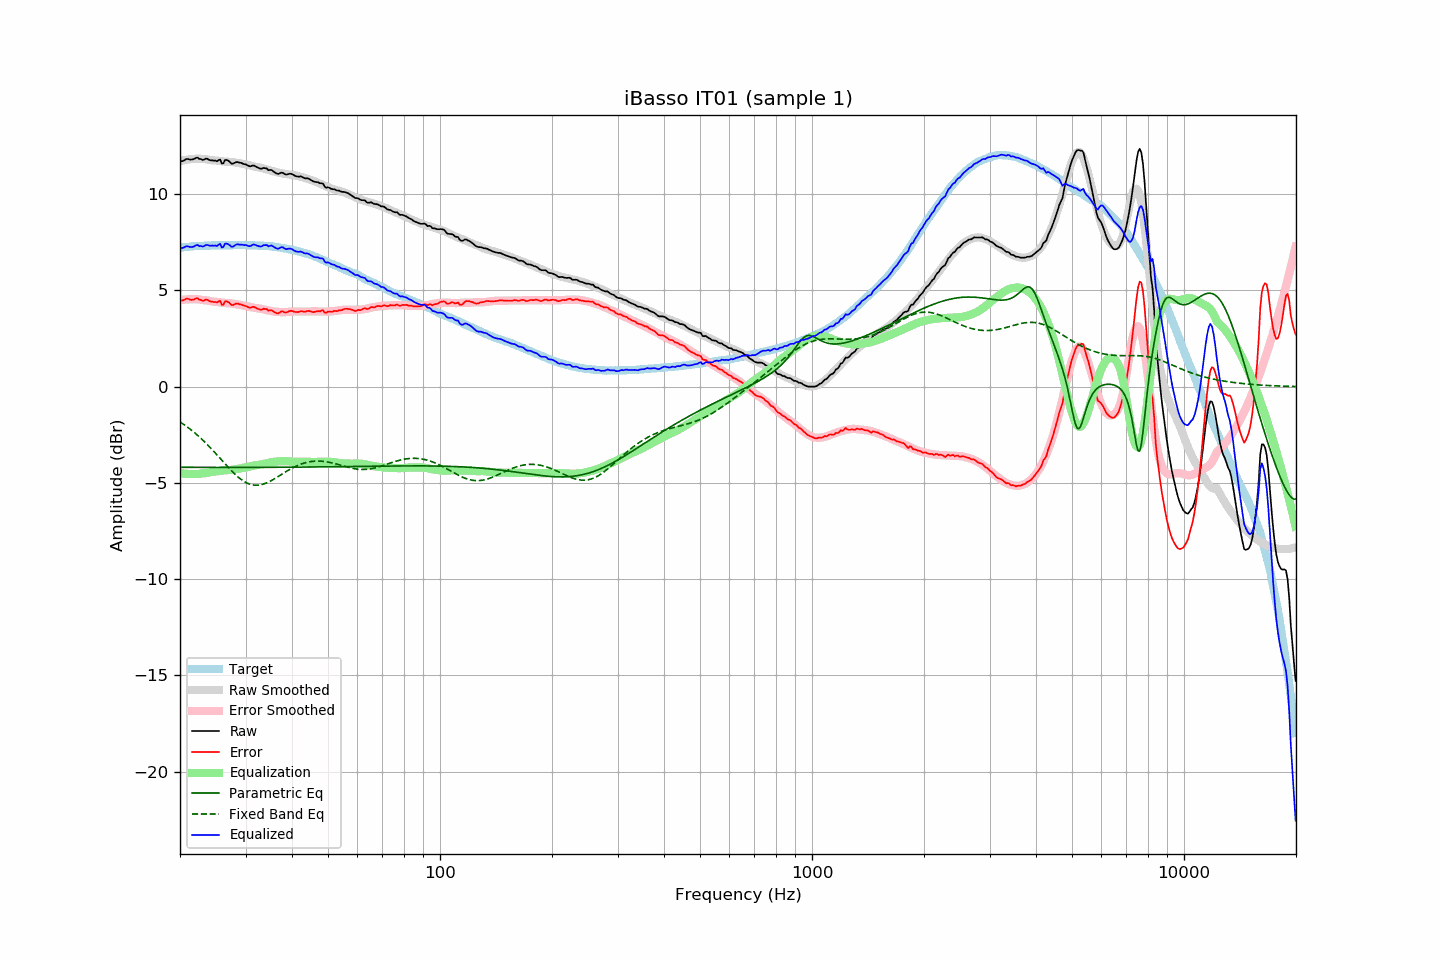 iBasso IT01 (sample 1)
Amplitude (dBr)
10
5
0
−5
−10
−15
−20
Target
Raw Smoothed
Error Smoothed
Raw
Error
Equalization
Parametric Eq
Fixed Band Eq
Equalized
100 1000 10000
Frequency (Hz)